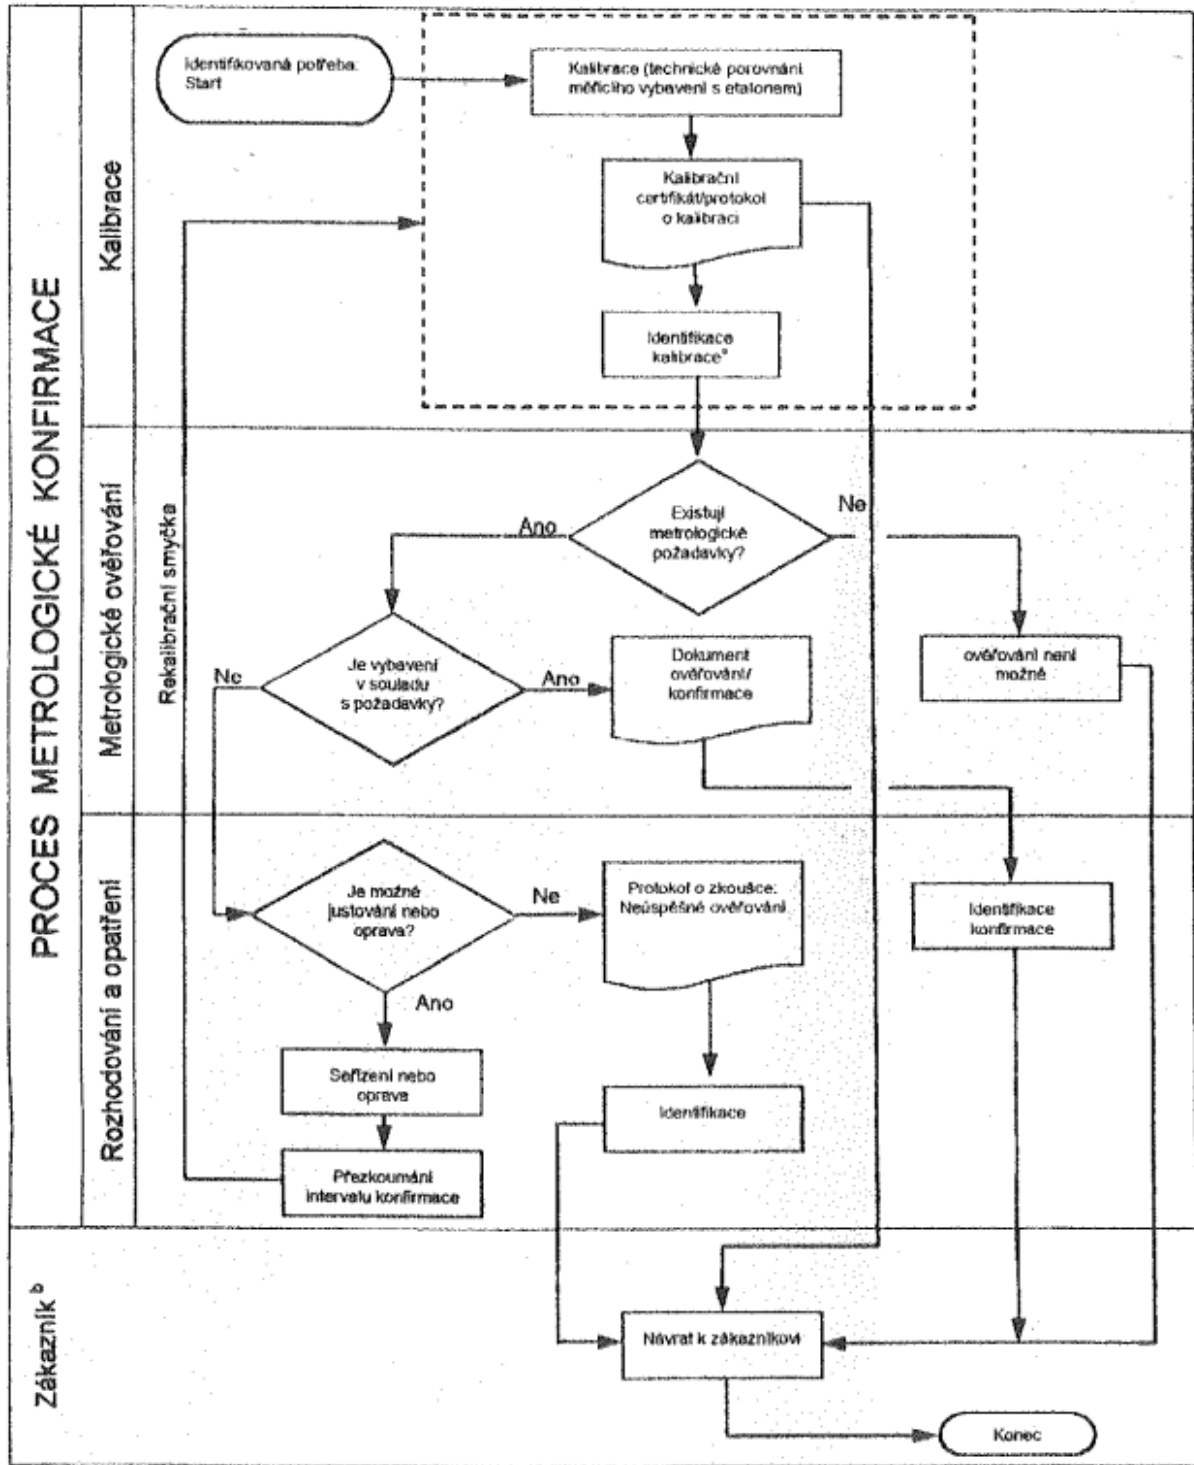 PROCES METROLOGICKÉ KONFIRMACE
Kalibrace
Identifikovaná potřeba:
Start
Kalibrace (technické porovnání
měřicího vybavení s etalonem)
Kalibrační
certifikát/protokol
o kalibraci
Identifikace
kalibrace a
Metrologické ověřování
Rekalibrační smyčka
Existují
metrologické
požadavky?
Ano
Ne
Je vybavení
v souladu
s požadavky?
Ne
Ano
Dokument
ověřování/
konfirmace
ověřování není
možné
Rozhodování a opatření
Je možné
justování nebo
oprava?
Ne
Ano
Protokol o zkoušce:
Neúspěšné ověřování
Identifikace
konfirmace
Seřízení nebo
oprava
Identifikace
Přezkoumání
intervalu konfirmace
Zákazník b
Návrat k zákazníkovi
Konec